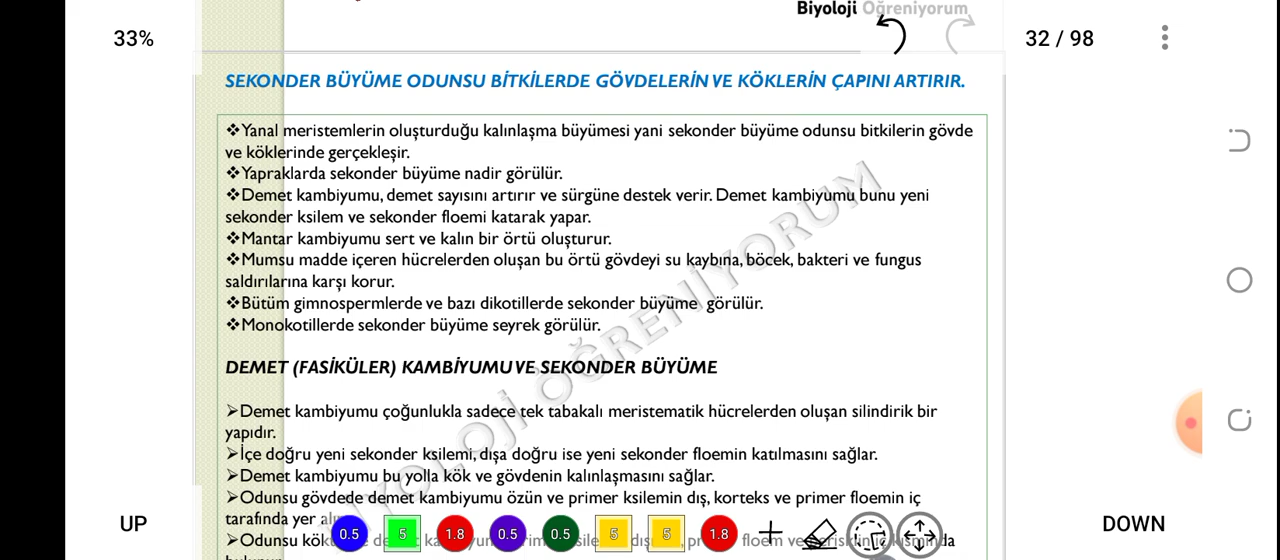 Biyoloji Öğreniyorum
33%
32 / 98
SEKONDER BÜYÜME ODUNSU BİTKİLERDE GÖVDELERİN VE KÖKLERİN ÇAPINI ARTIRIR.
❖Yanal meristemlerin oluşturduğu kalınlaşma büyümesi yani sekonder büyüme odunsu bitkilerin gövde
ve köklerinde gerçekleşir.
❖Yapraklarda sekonder büyüme nadir görülür.
❖Demet kambiyumu, demet sayısını artırır ve sürgüne destek verir. Demet kambiyumu bunu yeni
sekonder ksilem ve sekonder floemi katarak yapar.
❖Mantar kambiyumu sert ve kalın bir örtü oluşturur.
❖Mumsu madde içeren hücrelerden oluşan bu örtü gövdeyi su kaybına, böcek, bakteri ve fungus
saldırılarına karşı korur.
❖Bütüm gimnospermlerde ve bazı dikotillerde sekonder büyüme görülür.
❖Monokotillerde sekonder büyüme seyrek görülür.
DEMET (FASİKÜLER) KAMBİYUMU VE SEKONDER BÜYÜME
➢Demet kambiyumu çoğunlukla sadece tek tabakalı meristematik hücrelerden oluşan silindirik bir
yapıdır.
➢İçe doğru yeni sekonder ksilemi, dışa doğru ise yeni sekonder floemin katılmasını sağlar.
➢Demet kambiyumu bu yolla kök ve gövdenin kalınlaşmasını sağlar.
➢Odunsu gövdede demet kambiyumu özün ve primer ksilemin dış, korteks ve primer floemin iç
tarafında yer
➢Odunsu
floem ve
BİYOLOJİ ÖĞRENİYORUM
UP
0.5 5 1.8 0.5 0.5 5 5 1.8
DOWN